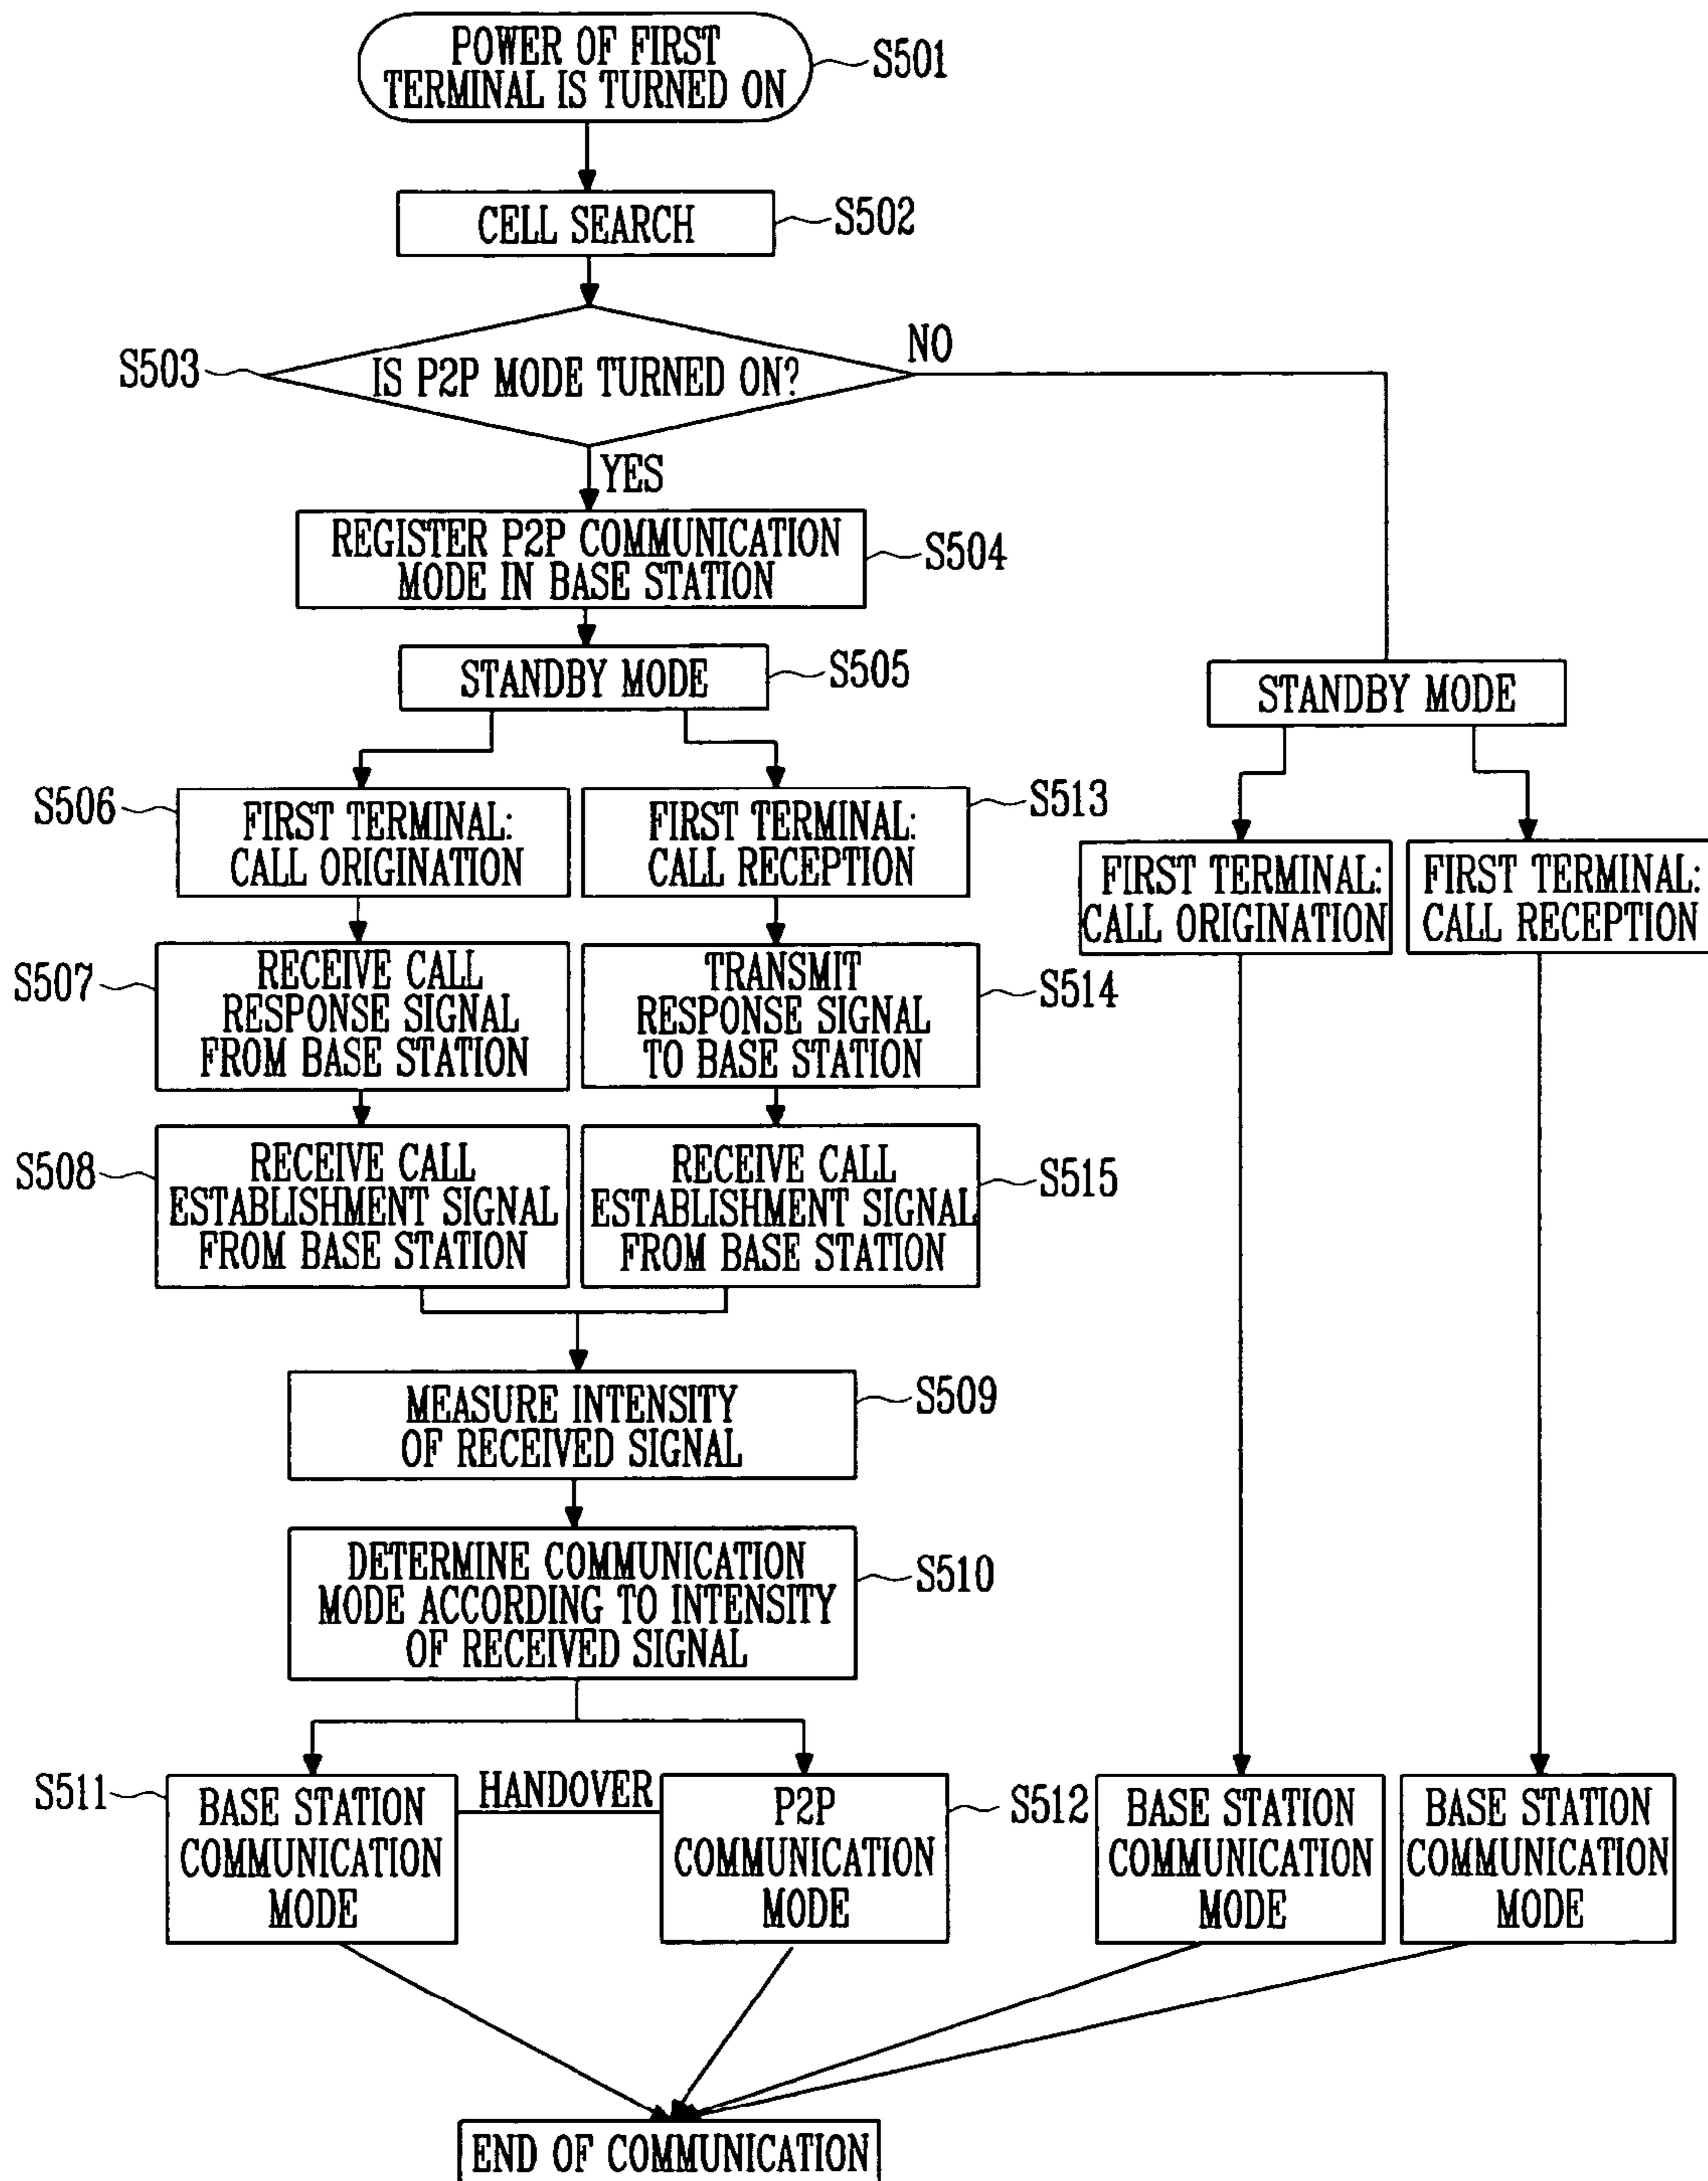 POWER OF FIRST
TERMINAL IS TURNED ON
S501
CELL SEARCH
S502
S503
IS P2P MODE TURNED ON?
NO
YES
REGISTER P2P COMMUNICATION
MODE IN BASE STATION
S504
STANDBY MODE
S505
STANDBY MODE
S506
FIRST TERMINAL:
CALL ORIGINATION
FIRST TERMINAL:
CALL RECEPTION
S513
FIRST TERMINAL:
CALL ORIGINATION
FIRST TERMINAL:
CALL RECEPTION
S507
RECEIVE CALL
RESPONSE SIGNAL
FROM BASE STATION
TRANSMIT
RESPONSE SIGNAL
TO BASE STATION
S514
S508
RECEIVE CALL
ESTABLISHMENT SIGNAL
FROM BASE STATION
RECEIVE CALL
ESTABLISHMENT SIGNAL
FROM BASE STATION
S515
MEASURE INTENSITY
OF RECEIVED SIGNAL
S509
DETERMINE COMMUNICATION
MODE ACCORDING TO INTENSITY
OF RECEIVED SIGNAL
S510
S511
BASE STATION
COMMUNICATION
MODE
HANDOVER
P2P
COMMUNICATION
MODE
S512
BASE STATION
COMMUNICATION
MODE
BASE STATION
COMMUNICATION
MODE
END OF COMMUNICATION